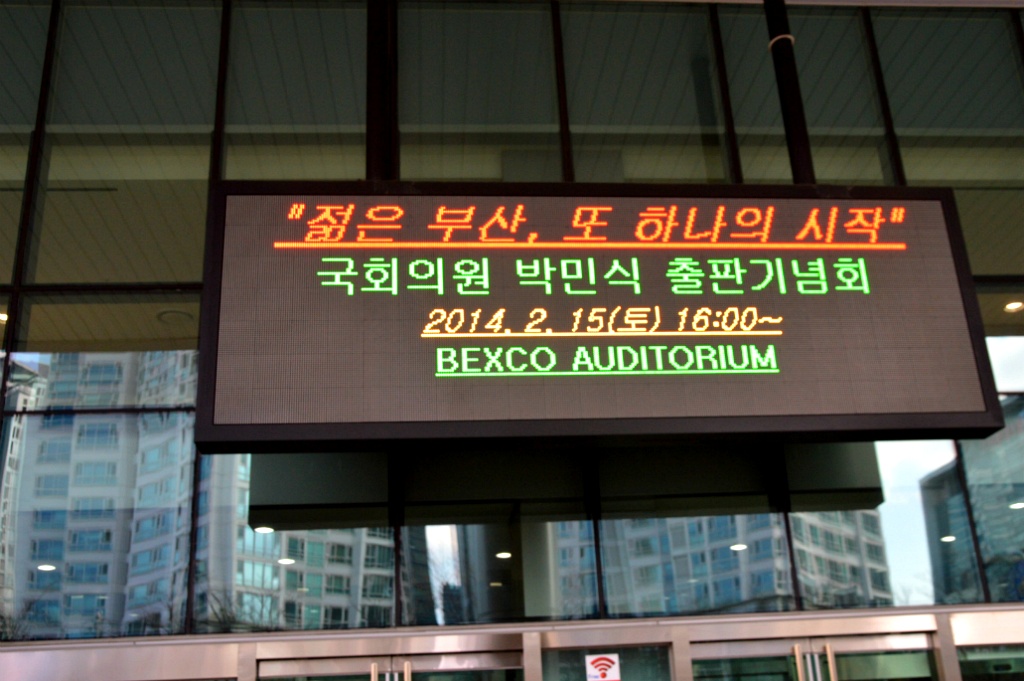 "젊은 부산, 또 하나의 시작"
국회의원 박민식 출판기념회
2014. 2. 15(토) 16:00~
BEXCO AUDITORIUM